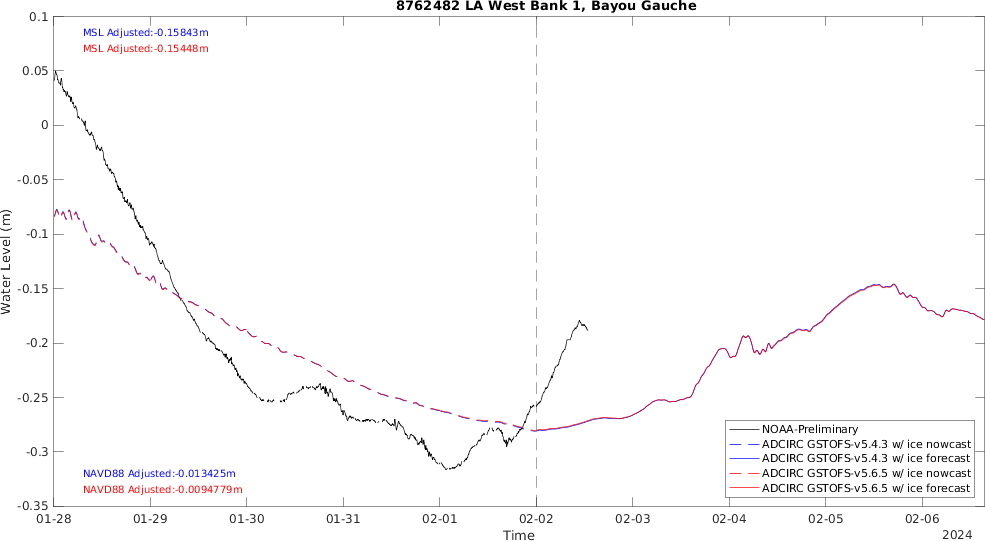 8762482 LA West Bank 1, Bayou Gauche
MSL Adjusted:-0.15843m
MSL Adjusted:-0.15448m
0.1
0.05
0
-0.05
-0.1
-0.15
-0.2
-0.25
-0.3
-0.35
Water Level (m)
NAVD88 Adjusted:-0.013425m
NAVD88 Adjusted:-0.0094779m
NOAA-Preliminary
ADCIRC GSTOFS-v5.4.3 w/ ice nowcast
ADCIRC GSTOFS-v5.4.3 w/ ice forecast
ADCIRC GSTOFS-v5.6.5 w/ ice nowcast
ADCIRC GSTOFS-v5.6.5 w/ ice forecast
01-28 01-29 01-30 01-31 02-01 02-02 02-03 02-04 02-05 02-06
Time
2024